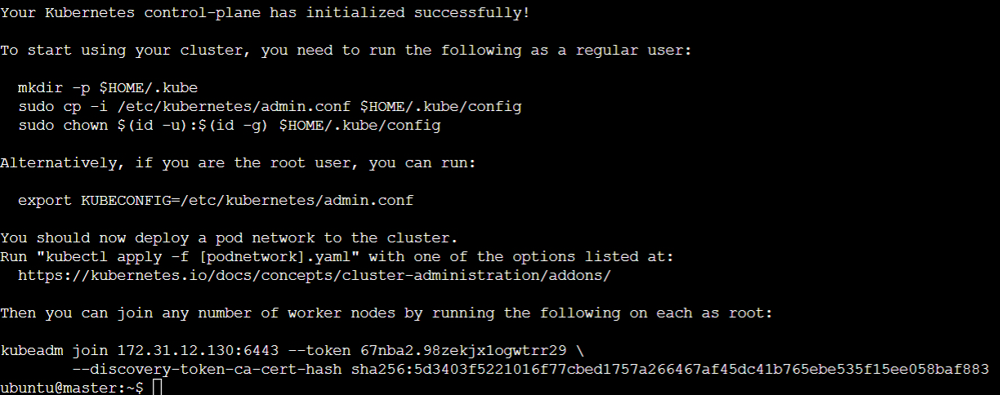 Your Kubernetes control-plane has initialized successfully!
To start using your cluster, you need to run the following as a regular user:
mkdir -p $HOME/.kube
sudo cp -i /etc/kubernetes/admin.conf $HOME/.kube/config
sudo chown $(id -u):$(id -g) $HOME/.kube/config
Alternatively, if you are the root user, you can run:
export KUBECONFIG=/etc/kubernetes/admin.conf
You should now deploy a pod network to the cluster.
Run "kubectl apply -f [podnetwork].yaml" with one of the options listed at:
https://kubernetes.io/docs/concepts/cluster-administration/addons/
Then you can join any number of worker nodes by running the following on each as root:
kubeadm join 172.31.12.130:6443 --token 67nba2.98zekjx1ogwtrr29 \
--discovery-token-ca-cert-hash sha256:5d3403f5221016f77cbed1757a266467af45dc41b765ebe535f15ee058baf883
ubuntu@master:~$